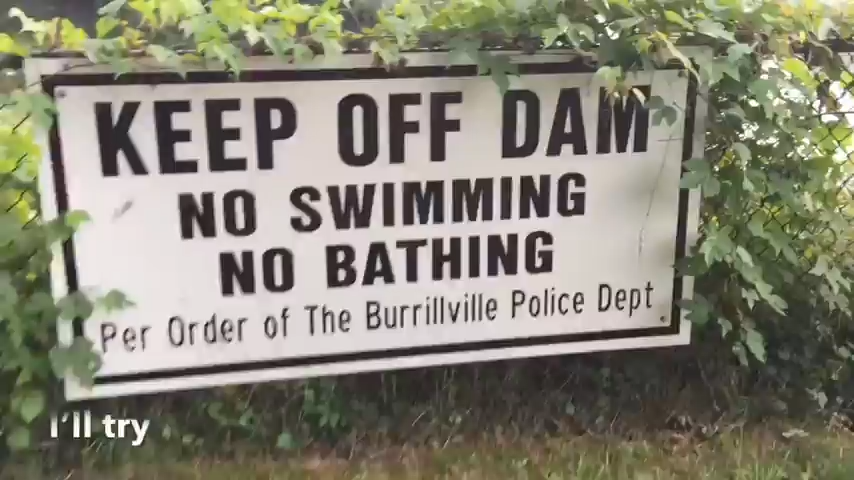 KEEP OFF DAM
NO SWIMMING
NO BATHING
Per Order of The Burrillville Police Dept.
I'll try